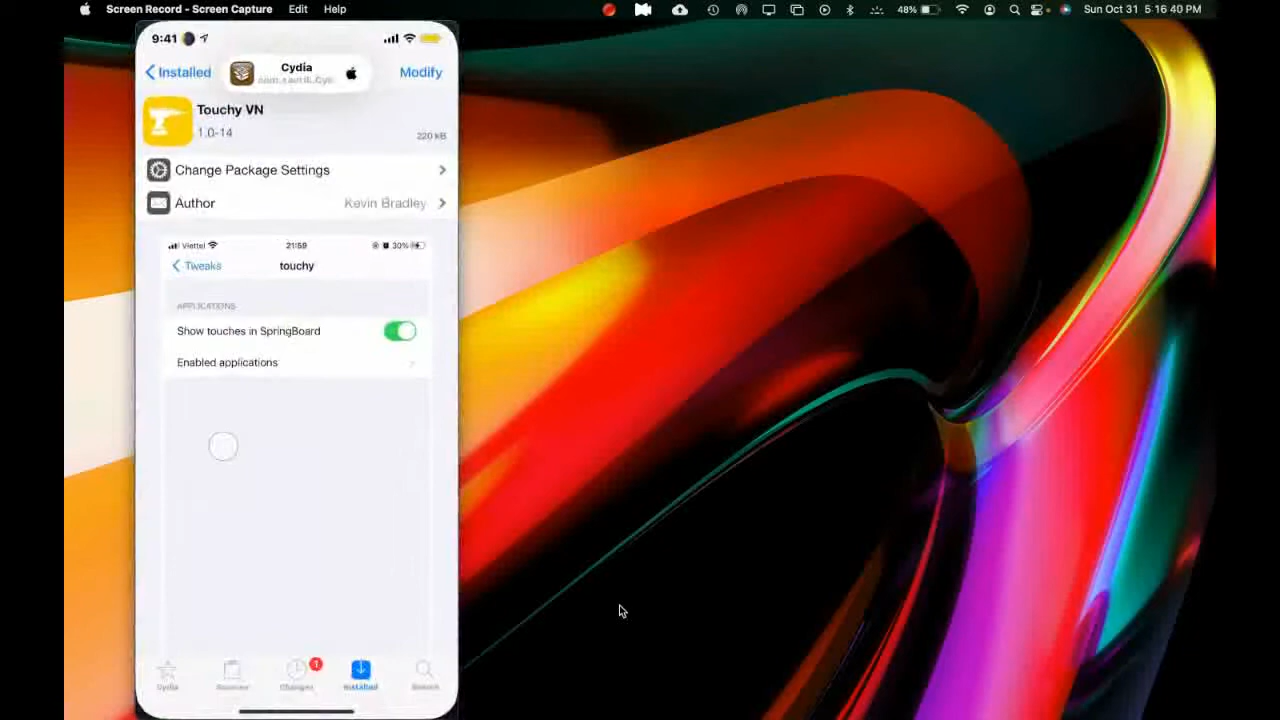 Screen Record - Screen Capture Edit Help 48% Sun Oct 31 5:16:40 PM
9:41
Installed Cydia Modify
Touchy VN
1.0-14 220 kB
Change Package Settings
Author Kevin Bradley
Viettel 21:59 30%
Tweaks touchy
APPLICATIONS
Show touches in SpringBoard
Enabled applications
1
Cydia Sources Changes Installed Search